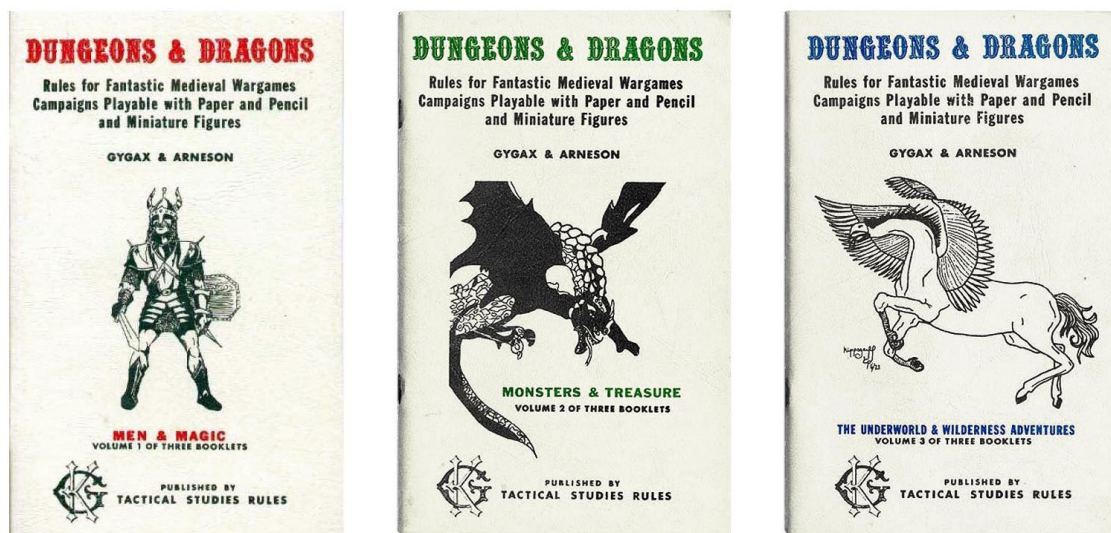 DUNGEONS & DRAGONS
Rules for Fantastic Medieval Wargames
Campaigns Playable with Paper and Pencil
and Miniature Figures
GYGAX & ARNESON
MEN & MAGIC
VOLUME 1 OF THREE BOOKLETS
PUBLISHED BY
TACTICAL STUDIES RULES
DUNGEONS & DRAGONS
Rules for Fantastic Medieval Wargames
Campaigns Playable with Paper and Pencil
and Miniature Figures
GYGAX & ARNESON
MONSTERS & TREASURE
VOLUME 2 OF THREE BOOKLETS
PUBLISHED BY
TACTICAL STUDIES RULES
DUNGEONS & DRAGONS
Rules for Fantastic Medieval Wargames
Campaigns Playable with Paper and Pencil
and Miniature Figures
GYGAX & ARNESON
THE UNDERWORLD & WILDERNESS ADVENTURES
VOLUME 3 OF THREE BOOKLETS
PUBLISHED BY
TACTICAL STUDIES RULES